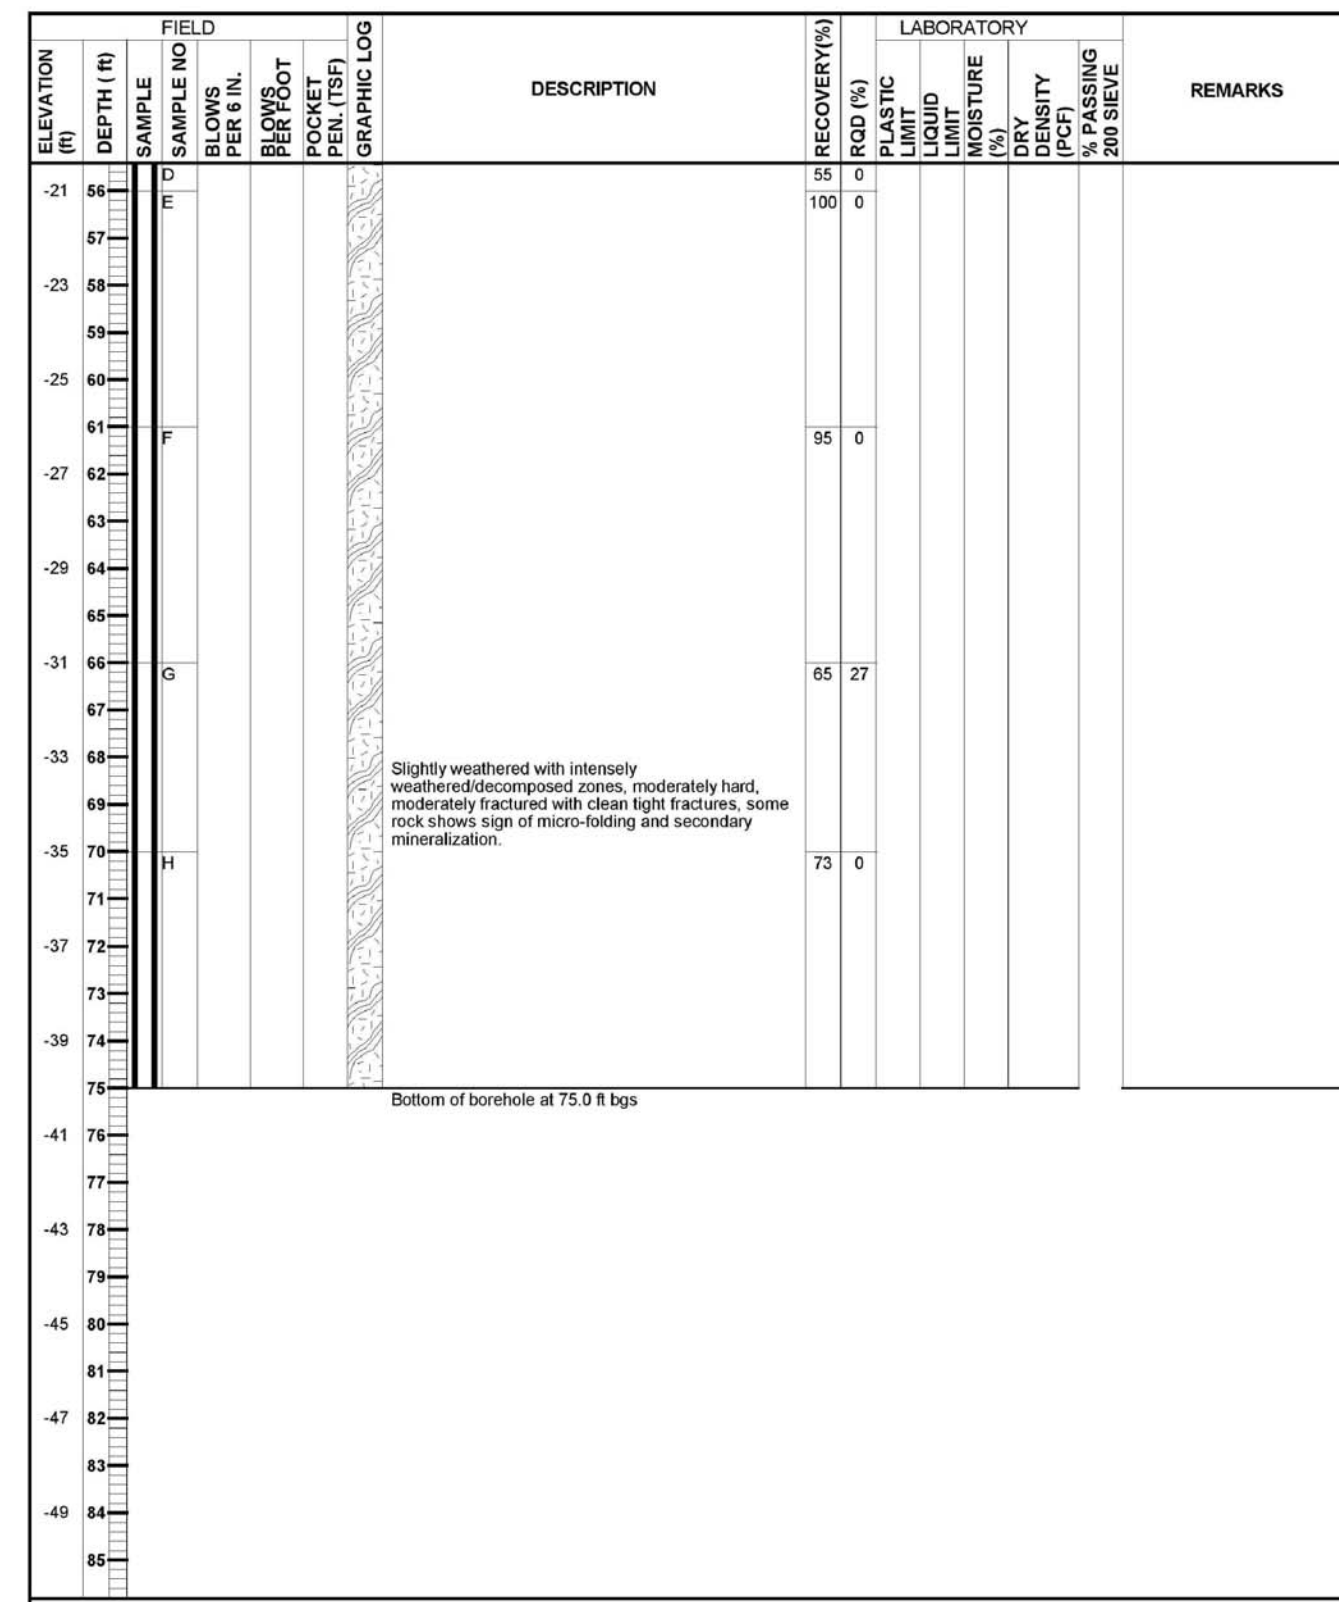 FIELD
LABORATORY
ELEVATION
(ft)
DEPTH ( ft)
SAMPLE
SAMPLE NO
BLOWS
PER 6 IN.
BLOWS
PER FOOT
POCKET
PEN. (TSF)
GRAPHIC LOG
DESCRIPTION
RECOVERY(%)
RQD (%)
PLASTIC
LIMIT
LIQUID
LIMIT
MOISTURE
(%)
DRY
DENSITY
(PCF)
% PASSING
200 SIEVE
REMARKS
D 55 0
-21 56
E 100 0
57
-23 58
59
-25 60
61
F 95 0
-27 62
63
-29 64
65
-31 66
G 65 27
67
-33 68
Slightly weathered with intensely
weathered/decomposed zones, moderately hard,
69 moderately fractured with clean tight fractures, some
rock shows sign of micro-folding and secondary
mineralization.
-35 70
H 73 0
71
-37 72
73
-39 74
75
Bottom of borehole at 75.0 ft bgs
-41 76
77
-43 78
79
-45 80
81
-47 82
83
-49 84
85